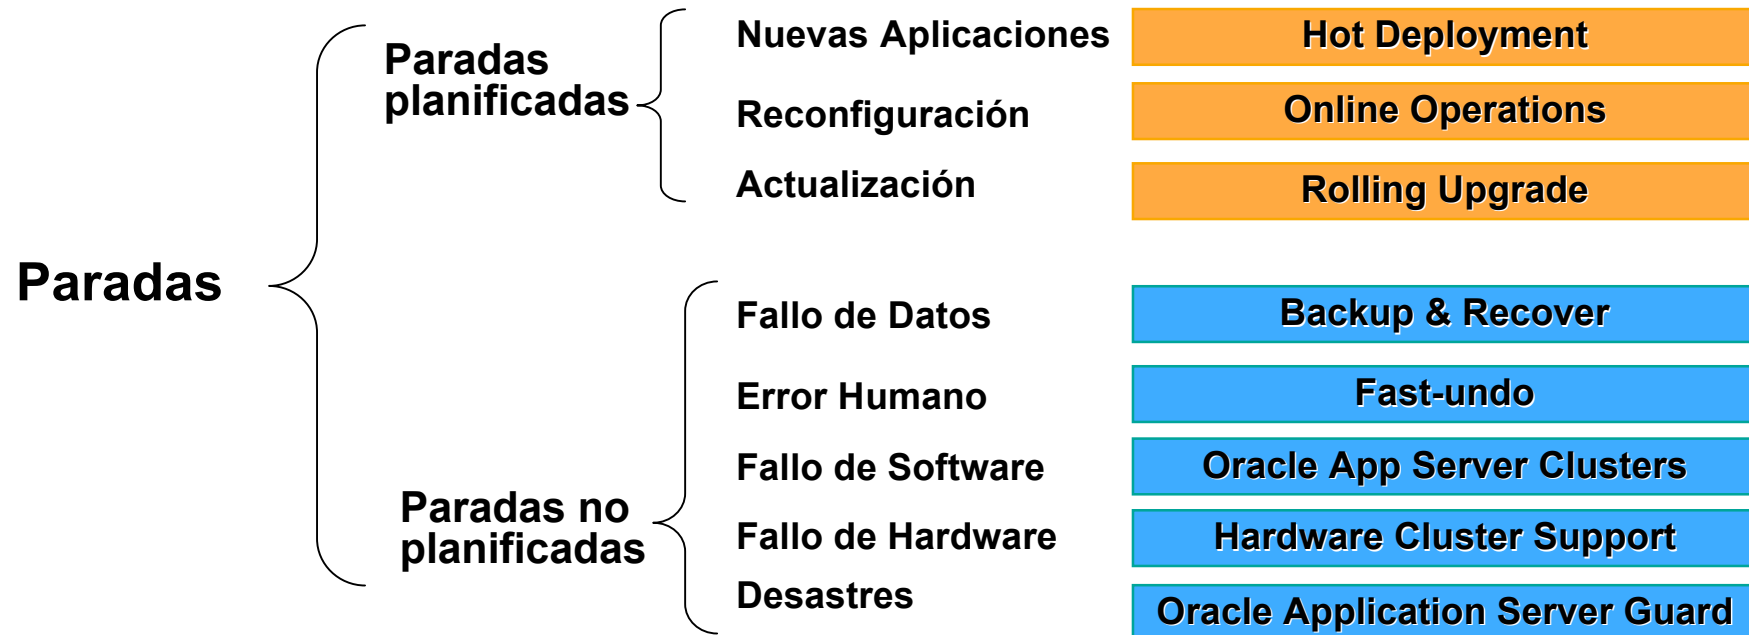 Paradas
Paradas
planificadas
Nuevas Aplicaciones
Hot Deployment
Reconfiguración
Online Operations
Actualización
Rolling Upgrade
Paradas no
planificadas
Fallo de Datos
Backup & Recover
Error Humano
Fast-undo
Fallo de Software
Oracle App Server Clusters
Fallo de Hardware
Hardware Cluster Support
Desastres
Oracle Application Server Guard